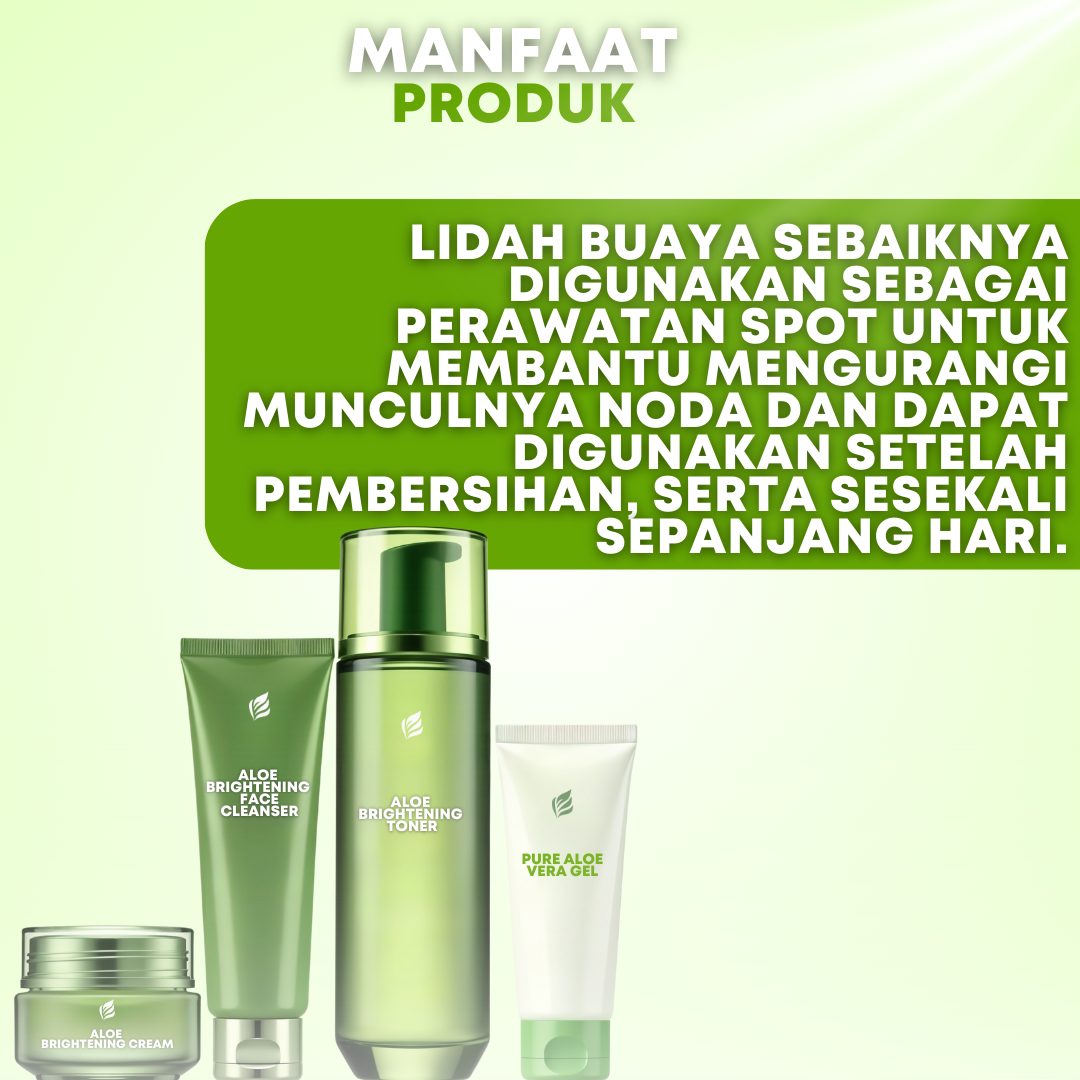 MANFAAT
PRODUK
LIDAH BUAYA SEBAIKNYA
DIGUNAKAN SEBAGAI
PERAWATAN SPOT UNTUK
MEMBANTU MENGURANGI
MUNCULNYA NODA DAN DAPAT
DIGUNAKAN SETELAH
PEMBERSIHAN, SERTA SESEKALI
SEPANJANG HARI.
ALOE
BRIGHTENING
FACE
CLEANSER
ALOE
BRIGHTENING
TONER
PURE ALOE
VERA GEL
ALOE
BRIGHTENING CREAM